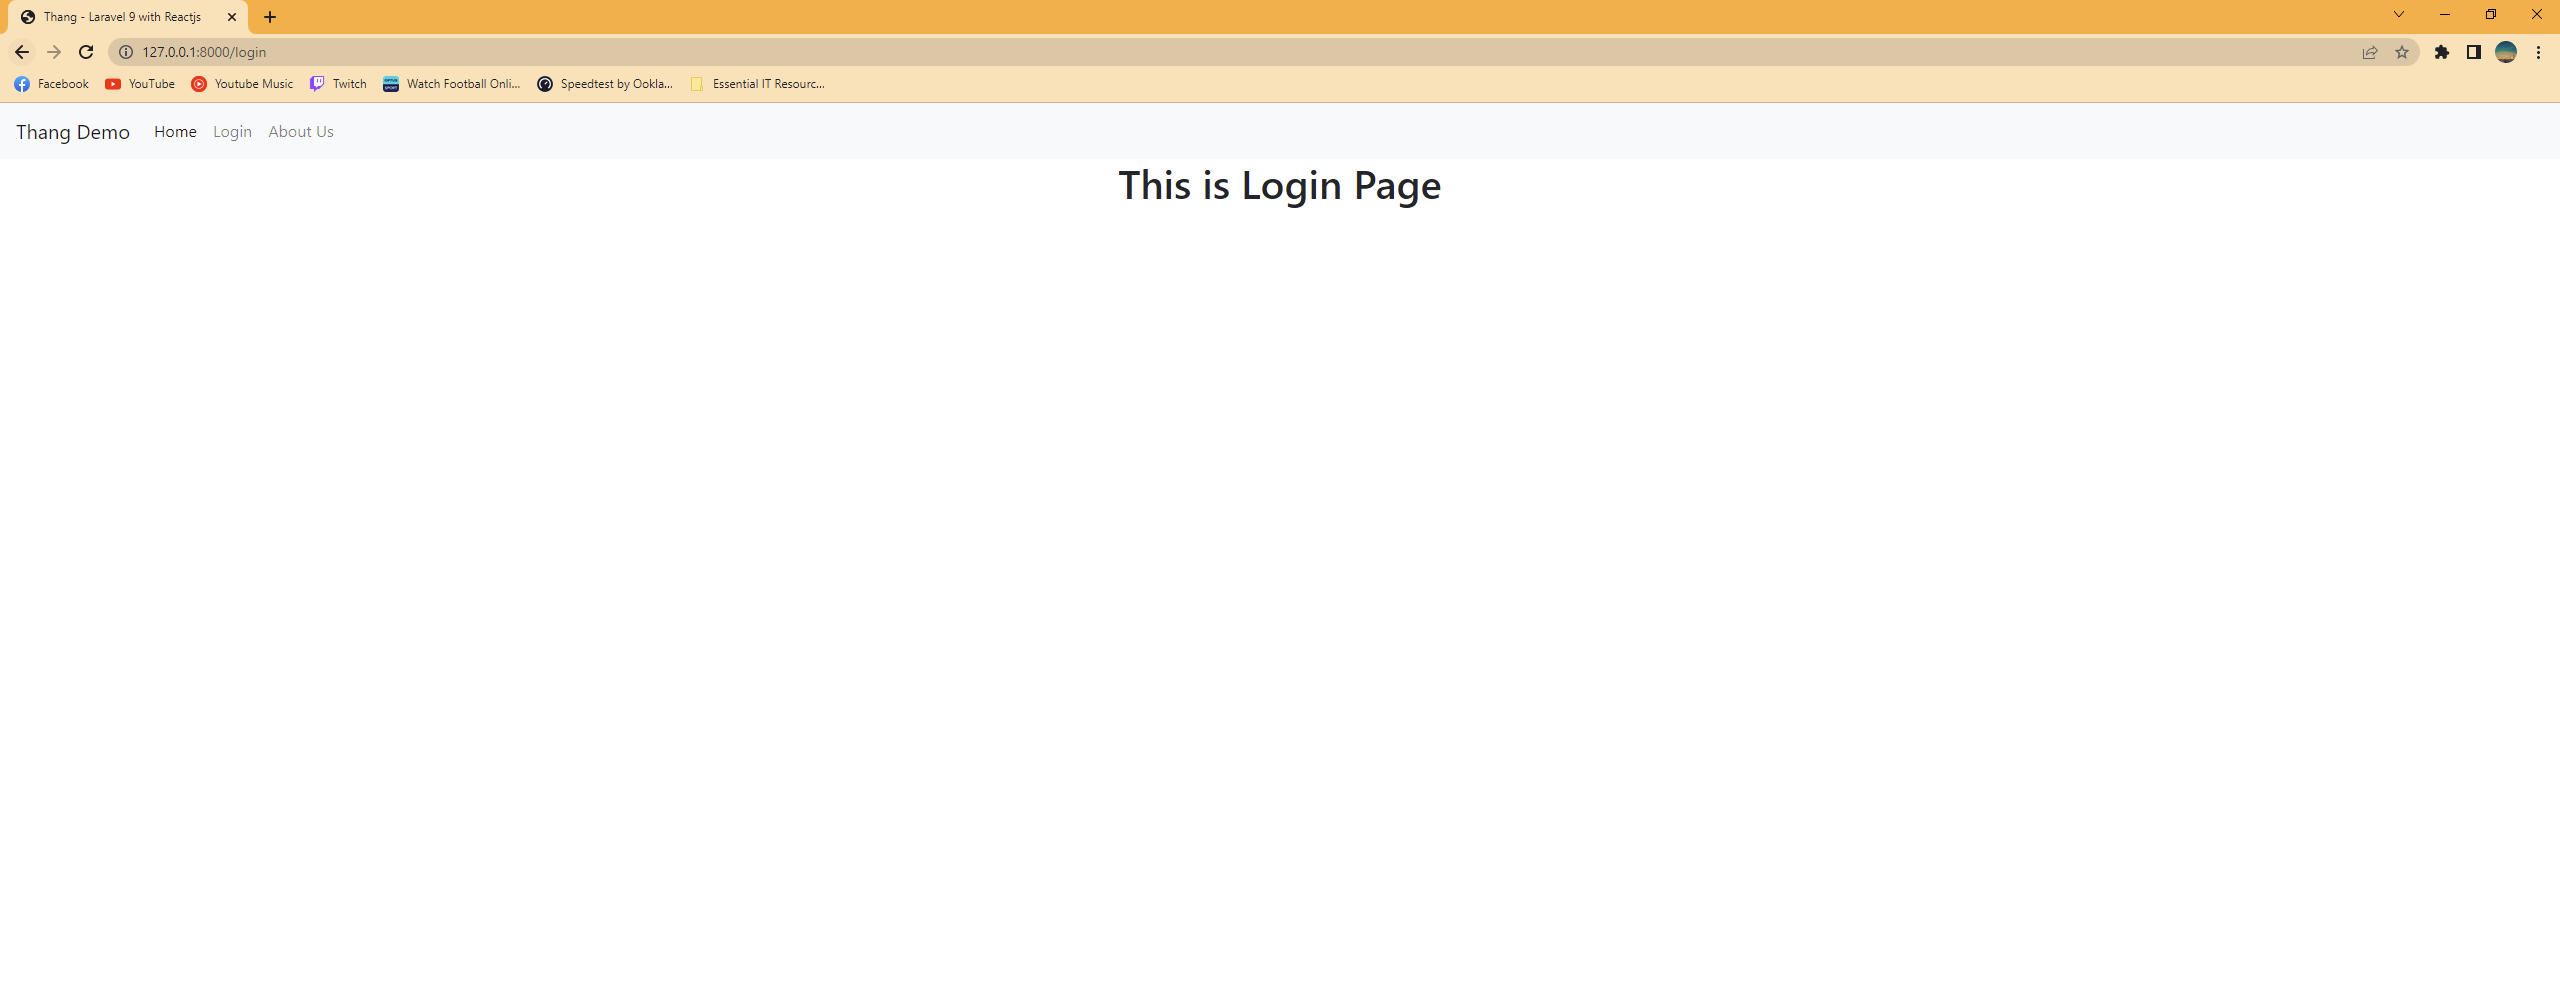 Thang - Laravel 9 with Reactjs
127.0.0.1:8000/login
Facebook YouTube Youtube Music Twitch Watch Football Onli... Speedtest by Ookla... Essential IT Resourc...
Thang Demo Home Login About Us
This is Login Page